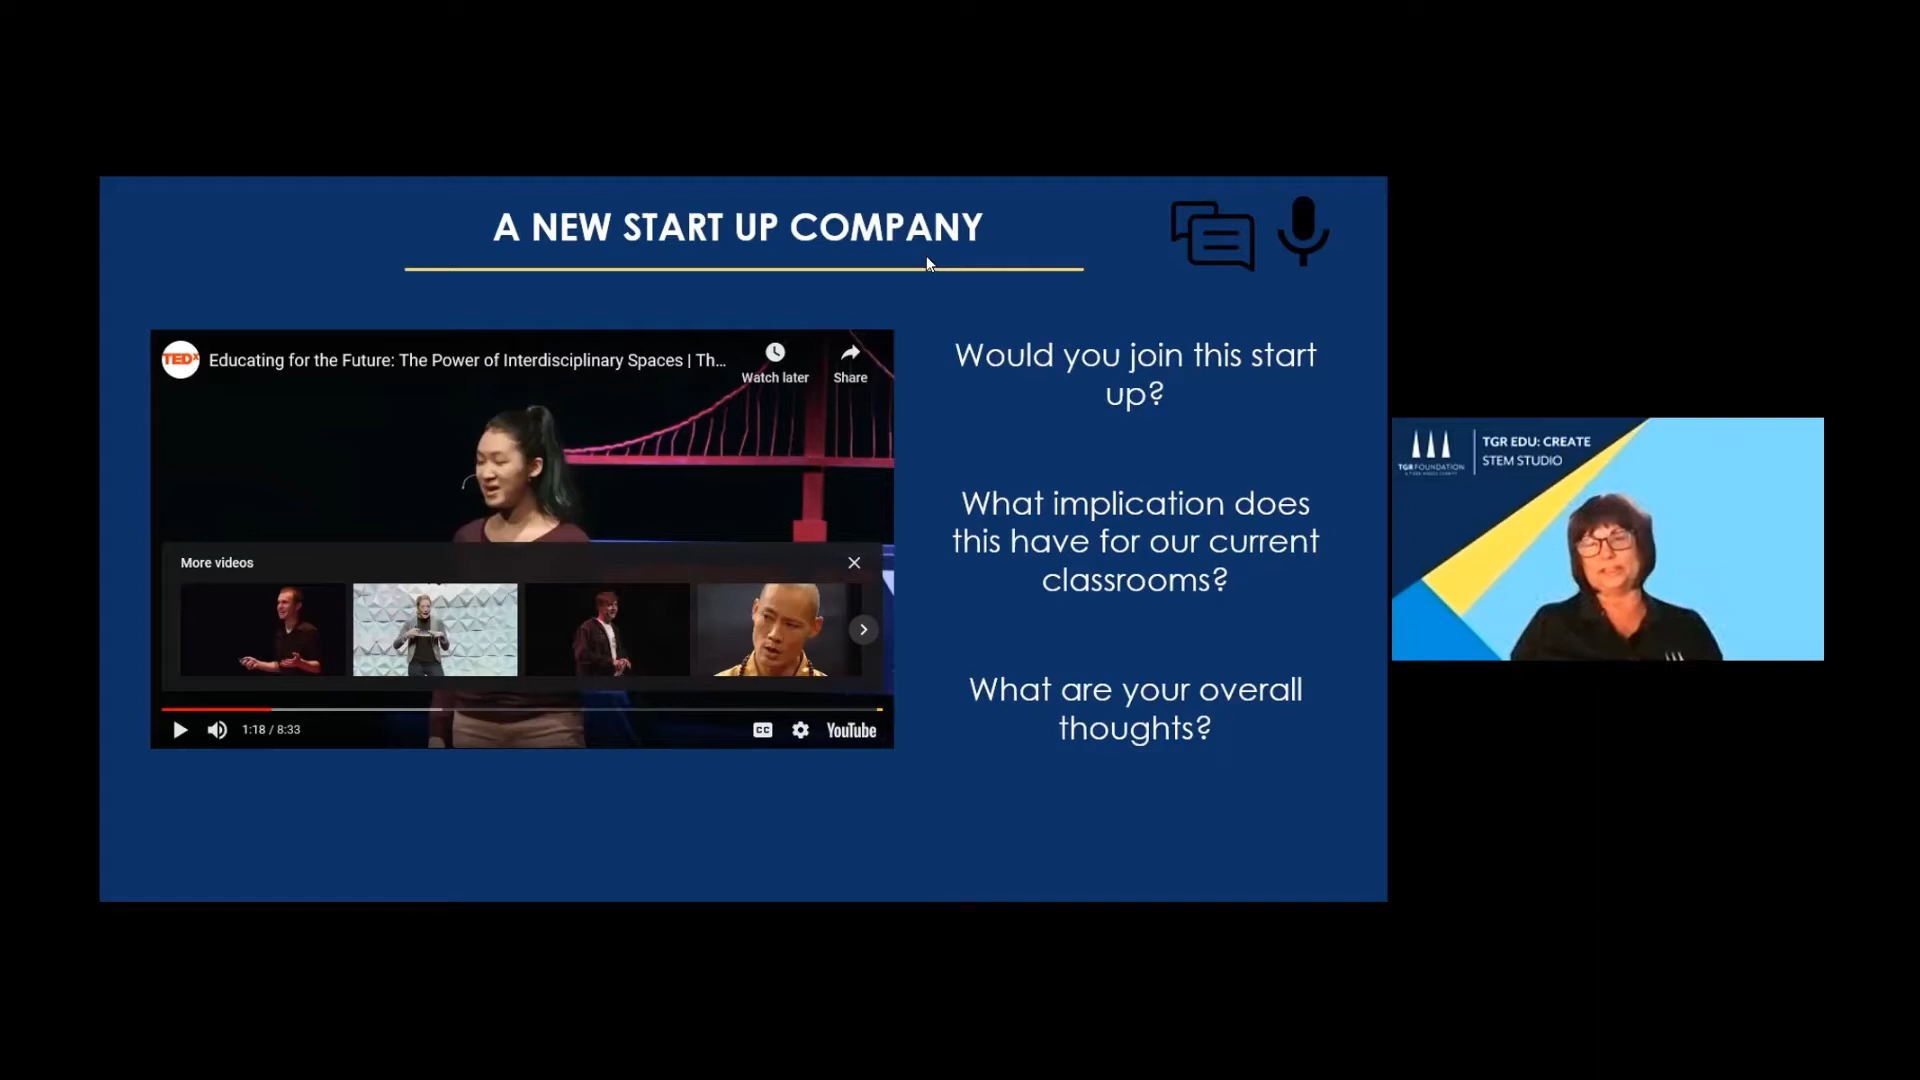 A NEW START UP COMPANY
TEDx
Educating for the Future: The Power of Interdisciplinary Spaces | Th...
Watch later
Share
More videos
1:18 / 8:33
CC
YouTube
Would you join this start
up?
What implication does
this have for our current
classrooms?
What are your overall
thoughts?
TGR FOUNDATION
TGR EDU: CREATE
STEM STUDIO